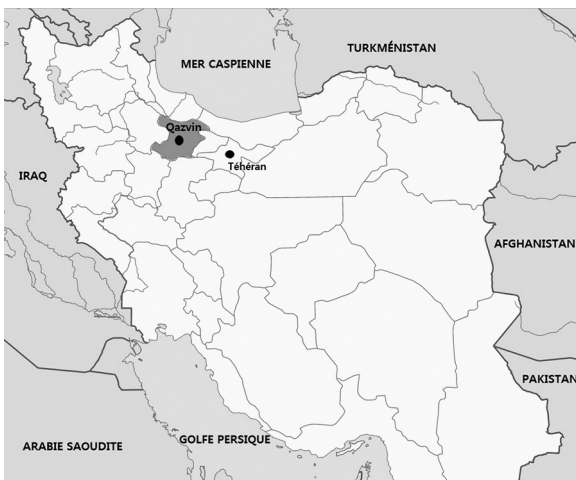 TURKMÉNISTAN
MER CASPIENNE
Qazvin
Téhéran
IRAQ
AFGHANISTAN
PAKISTAN
GOLFE PERSIQUE
ARABIE SAOUDITE